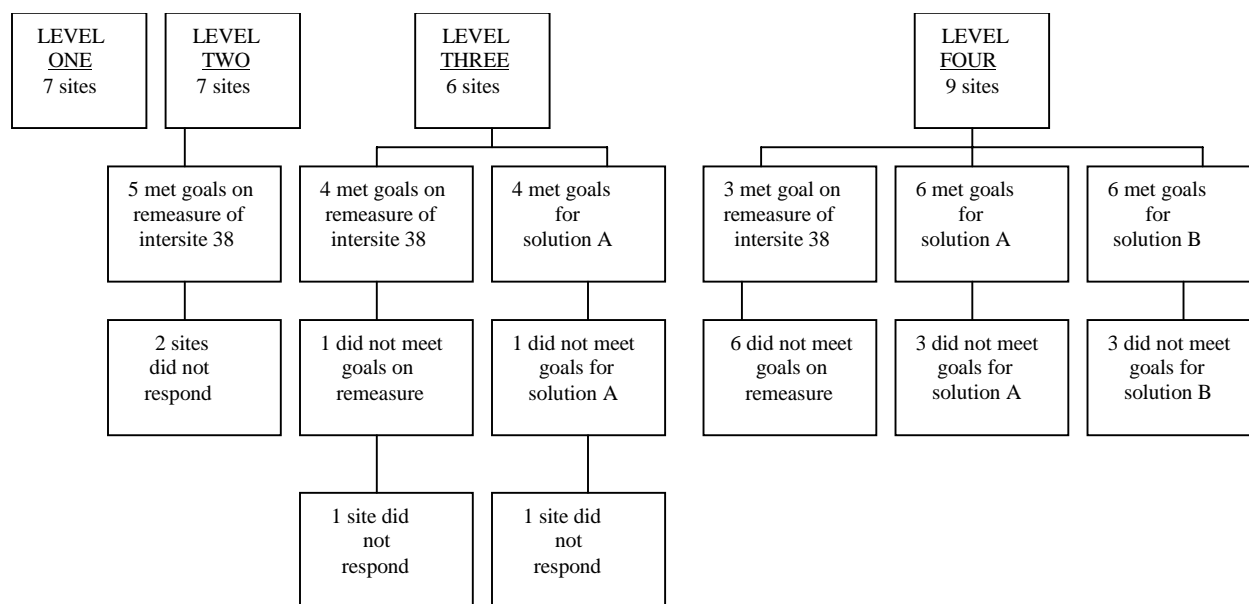 LEVEL
ONE
7 sites
LEVEL
TWO
7 sites
LEVEL
THREE
6 sites
LEVEL
FOUR
9 sites
5 met goals on
remeasure of
intersite 38
4 met goals on
remeasure of
intersite 38
4 met goals
for
solution A
3 met goal on
remeasure of
intersite 38
6 met goals
for
solution A
6 met goals
for
solution B
2 sites
did not
respond
1 did not meet
goals on
remeasure
1 did not meet
goals for
solution A
6 did not meet
goals on
remeasure
3 did not meet
goals for
solution A
3 did not meet
goals for
solution B
1 site did
not
respond
1 site did
not
respond